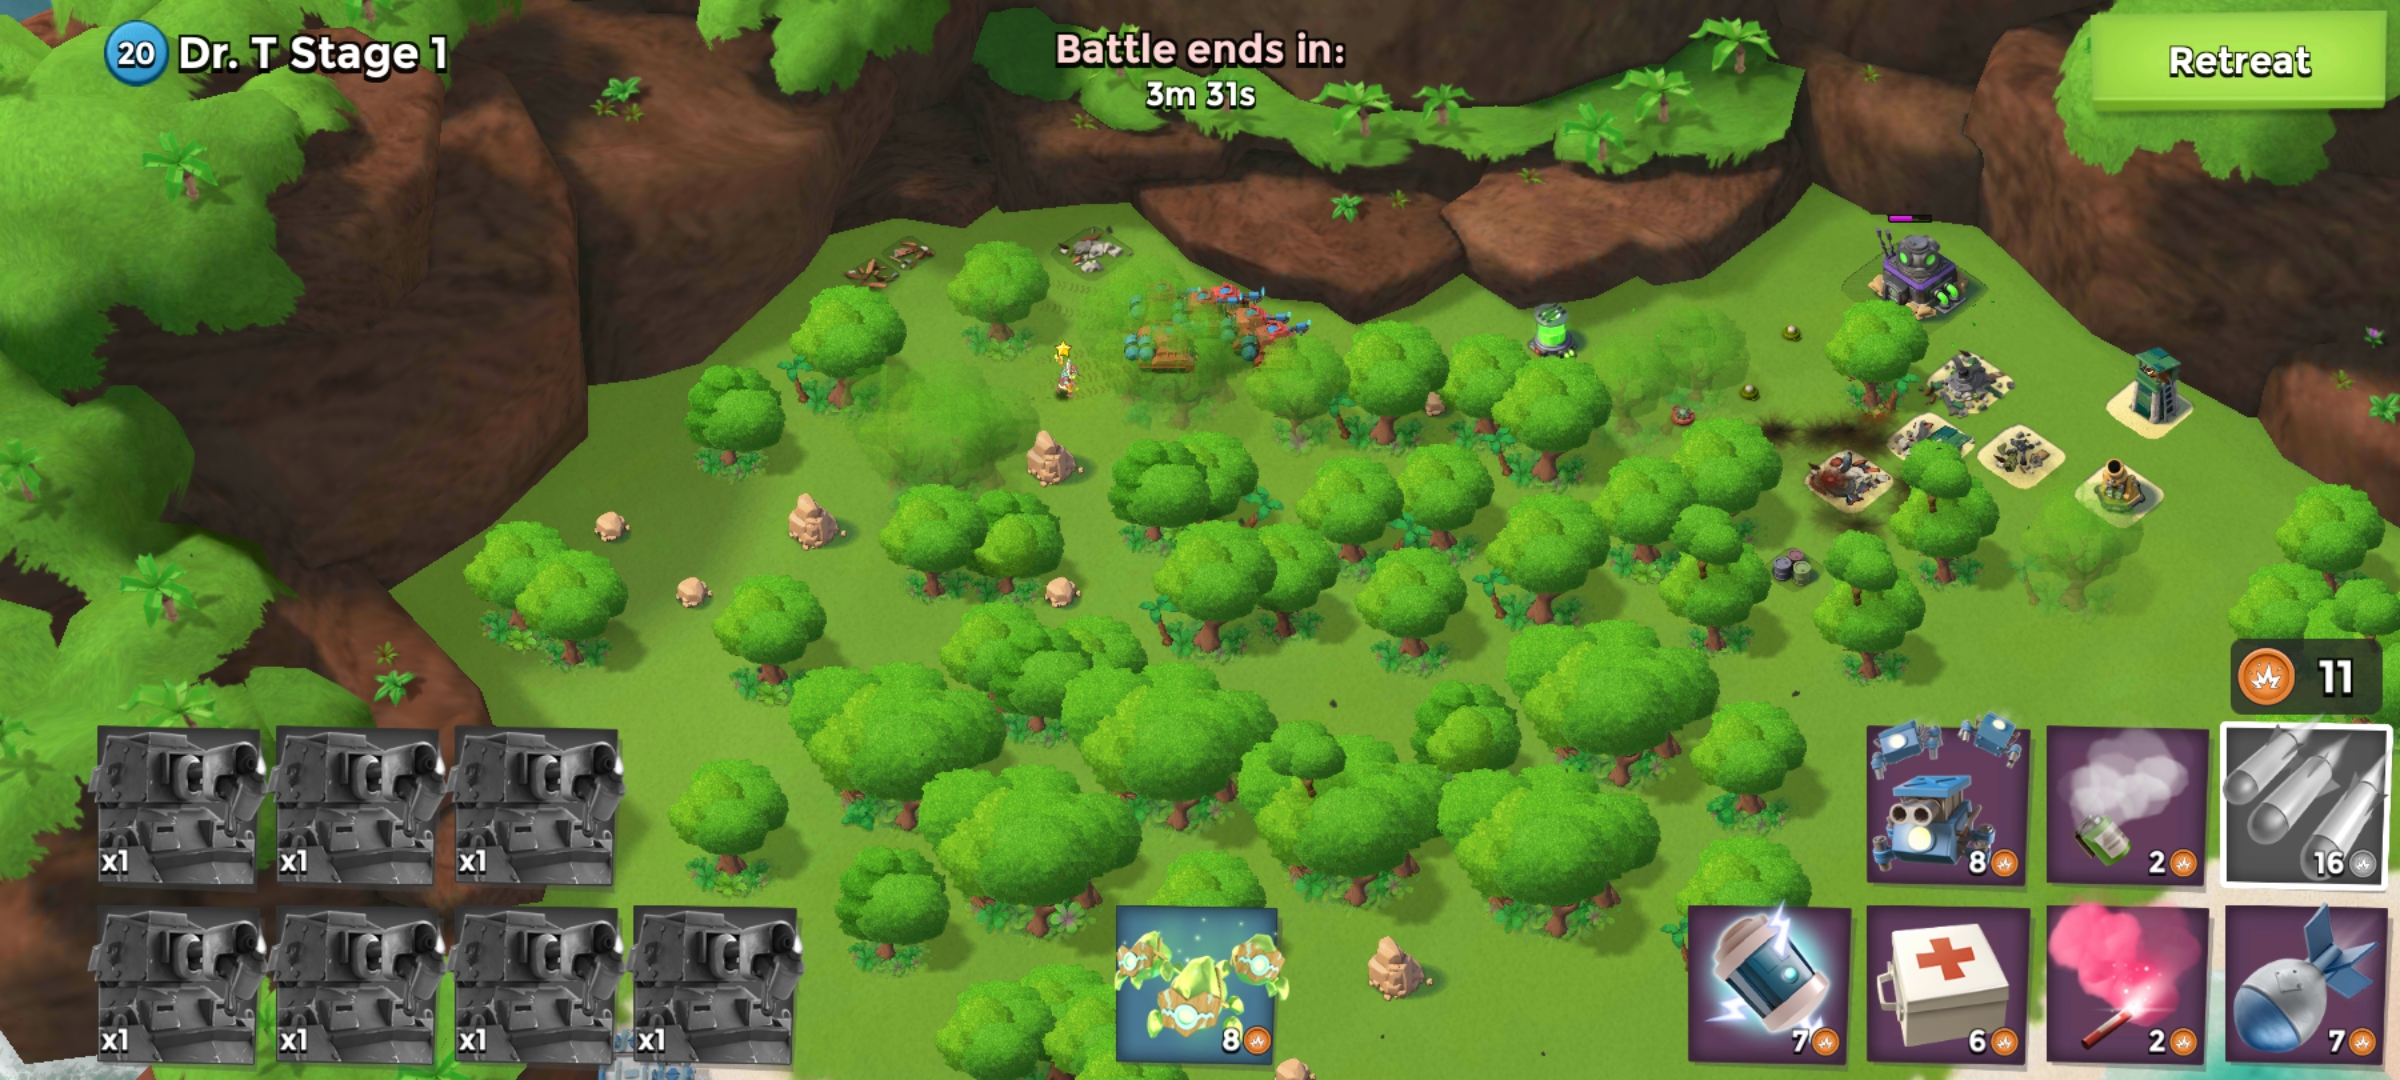 20 Dr. T Stage 1
Battle ends in:
3m 31s
Retreat
11
x1 x1 x1
8 2 16
x1 x1 x1 x1
8
7 6 2 7